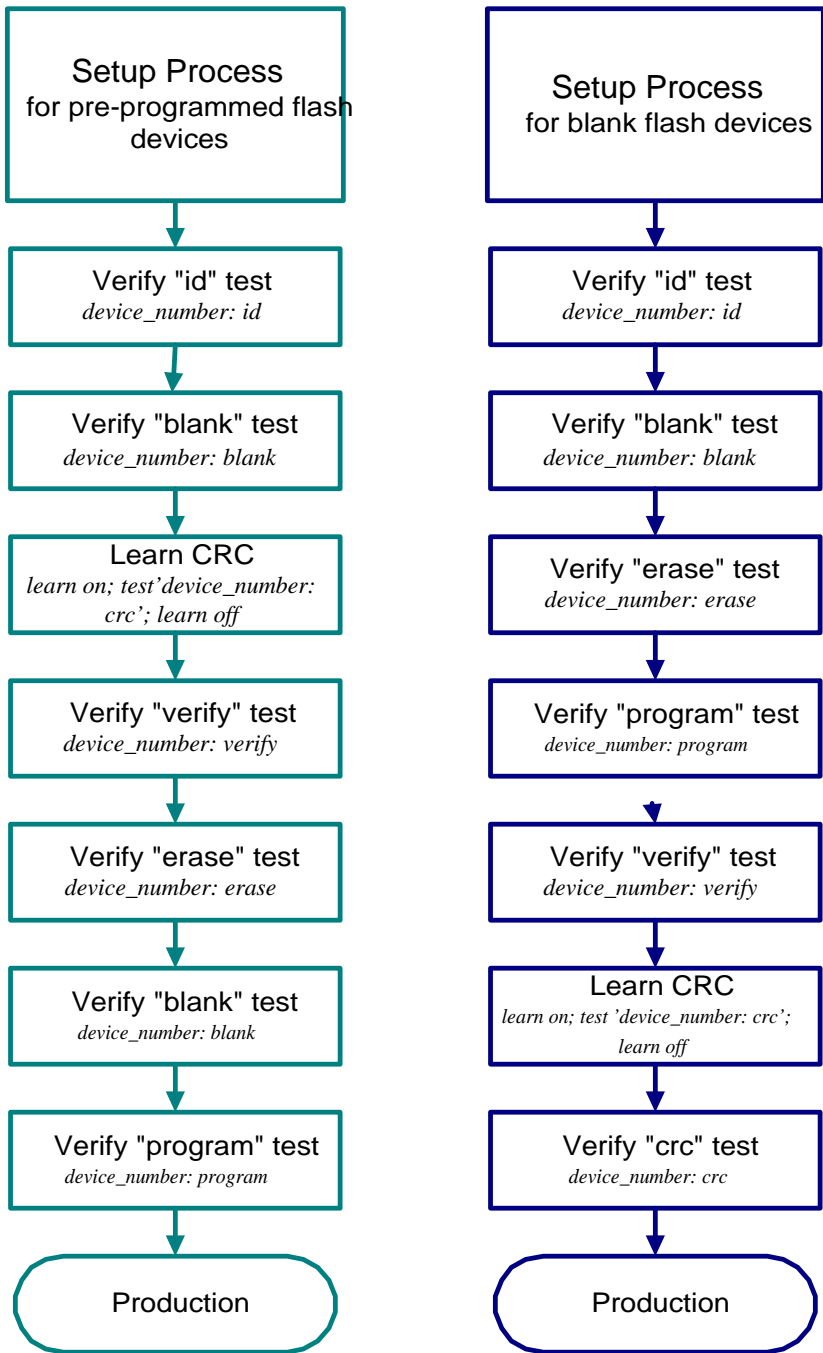 Setup Process
for pre-programmed flash
devices
Verify "id" test
device_number: id
Verify "blank" test
device_number: blank
Learn CRC
learn on; test’device_number:
crc’; learn off
Verify "verify" test
device_number: verify
Verify "erase" test
device_number: erase
Verify "blank" test
device_number: blank
Verify "program" test
device_number: program
Production
Setup Process
for blank flash devices
Verify "id" test
device_number: id
Verify "blank" test
device_number: blank
Verify "erase" test
device_number: erase
Verify "program" test
device_number: program
Verify "verify" test
device_number: verify
Learn CRC
learn on; test ’device_number: crc’;
learn off
Verify "crc" test
device_number: crc
Production